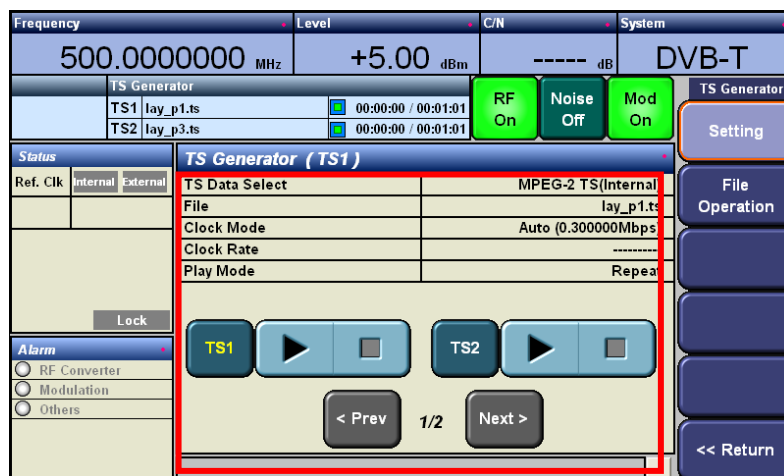 Frequency Level C/N System
500.0000000 MHz +5.00 dBm ----- dB DVB-T
TS Generator
TS1 lay_p1.ts 00:00:00 / 00:01:01
TS2 lay_p3.ts 00:00:00 / 00:01:01
RF On
Noise Off
Mod On
TS Generator
Setting
File Operation
<< Return
Status
Ref. Clk Internal External
Lock
Alarm
RF Converter
Modulation
Others
TS Generator (TS1)
TS Data Select MPEG-2 TS(Internal)
File lay_p1.ts
Clock Mode Auto (0.300000Mbps)
Clock Rate ---------
Play Mode Repeat
TS1
TS2
< Prev 1/2 Next >